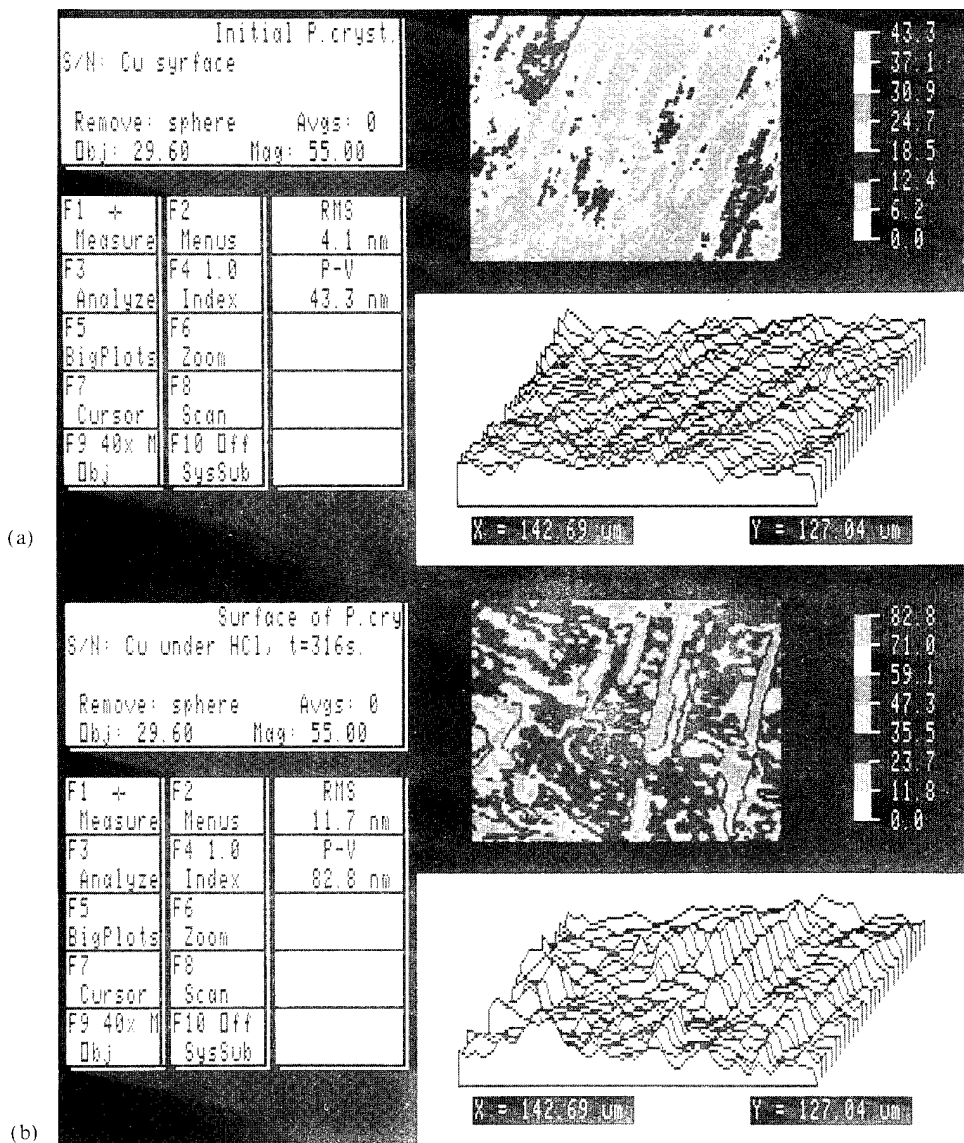 Initial P.cryst.
S/N: Cu syrface
Remove: sphere Avgs: 0
Obj: 29.60 Mag: 55.00
43.3
37.1
30.9
24.7
18.5
12.4
6.2
0.0
F1 F2 RMS
Measure Menus 4.1 nm
F3 F4 1.0 P-V
Analyze Index 43.3 nm
F5 F6
BigPlots Zoom
F7 F8
Cursor Scan
F9 40x M F10 Off
Obj SysSub
X = 142.69 um Y = 127.04 um
(a)
Surface of P.cry
S/N: Cu under HCl, t=316s.
Remove: sphere Avgs: 0
Obj: 29.60 Mag: 55.00
82.8
71.0
59.1
47.3
35.5
23.7
11.8
0.0
F1 F2 RMS
Measure Menus 11.7 nm
F3 F4 1.0 P-V
Analyze Index 82.8 nm
F5 F6
BigPlots Zoom
F7 F8
Cursor Scan
F9 40x M F10 Off
Obj SysSub
X = 142.69 um Y = 127.04 um
(b)